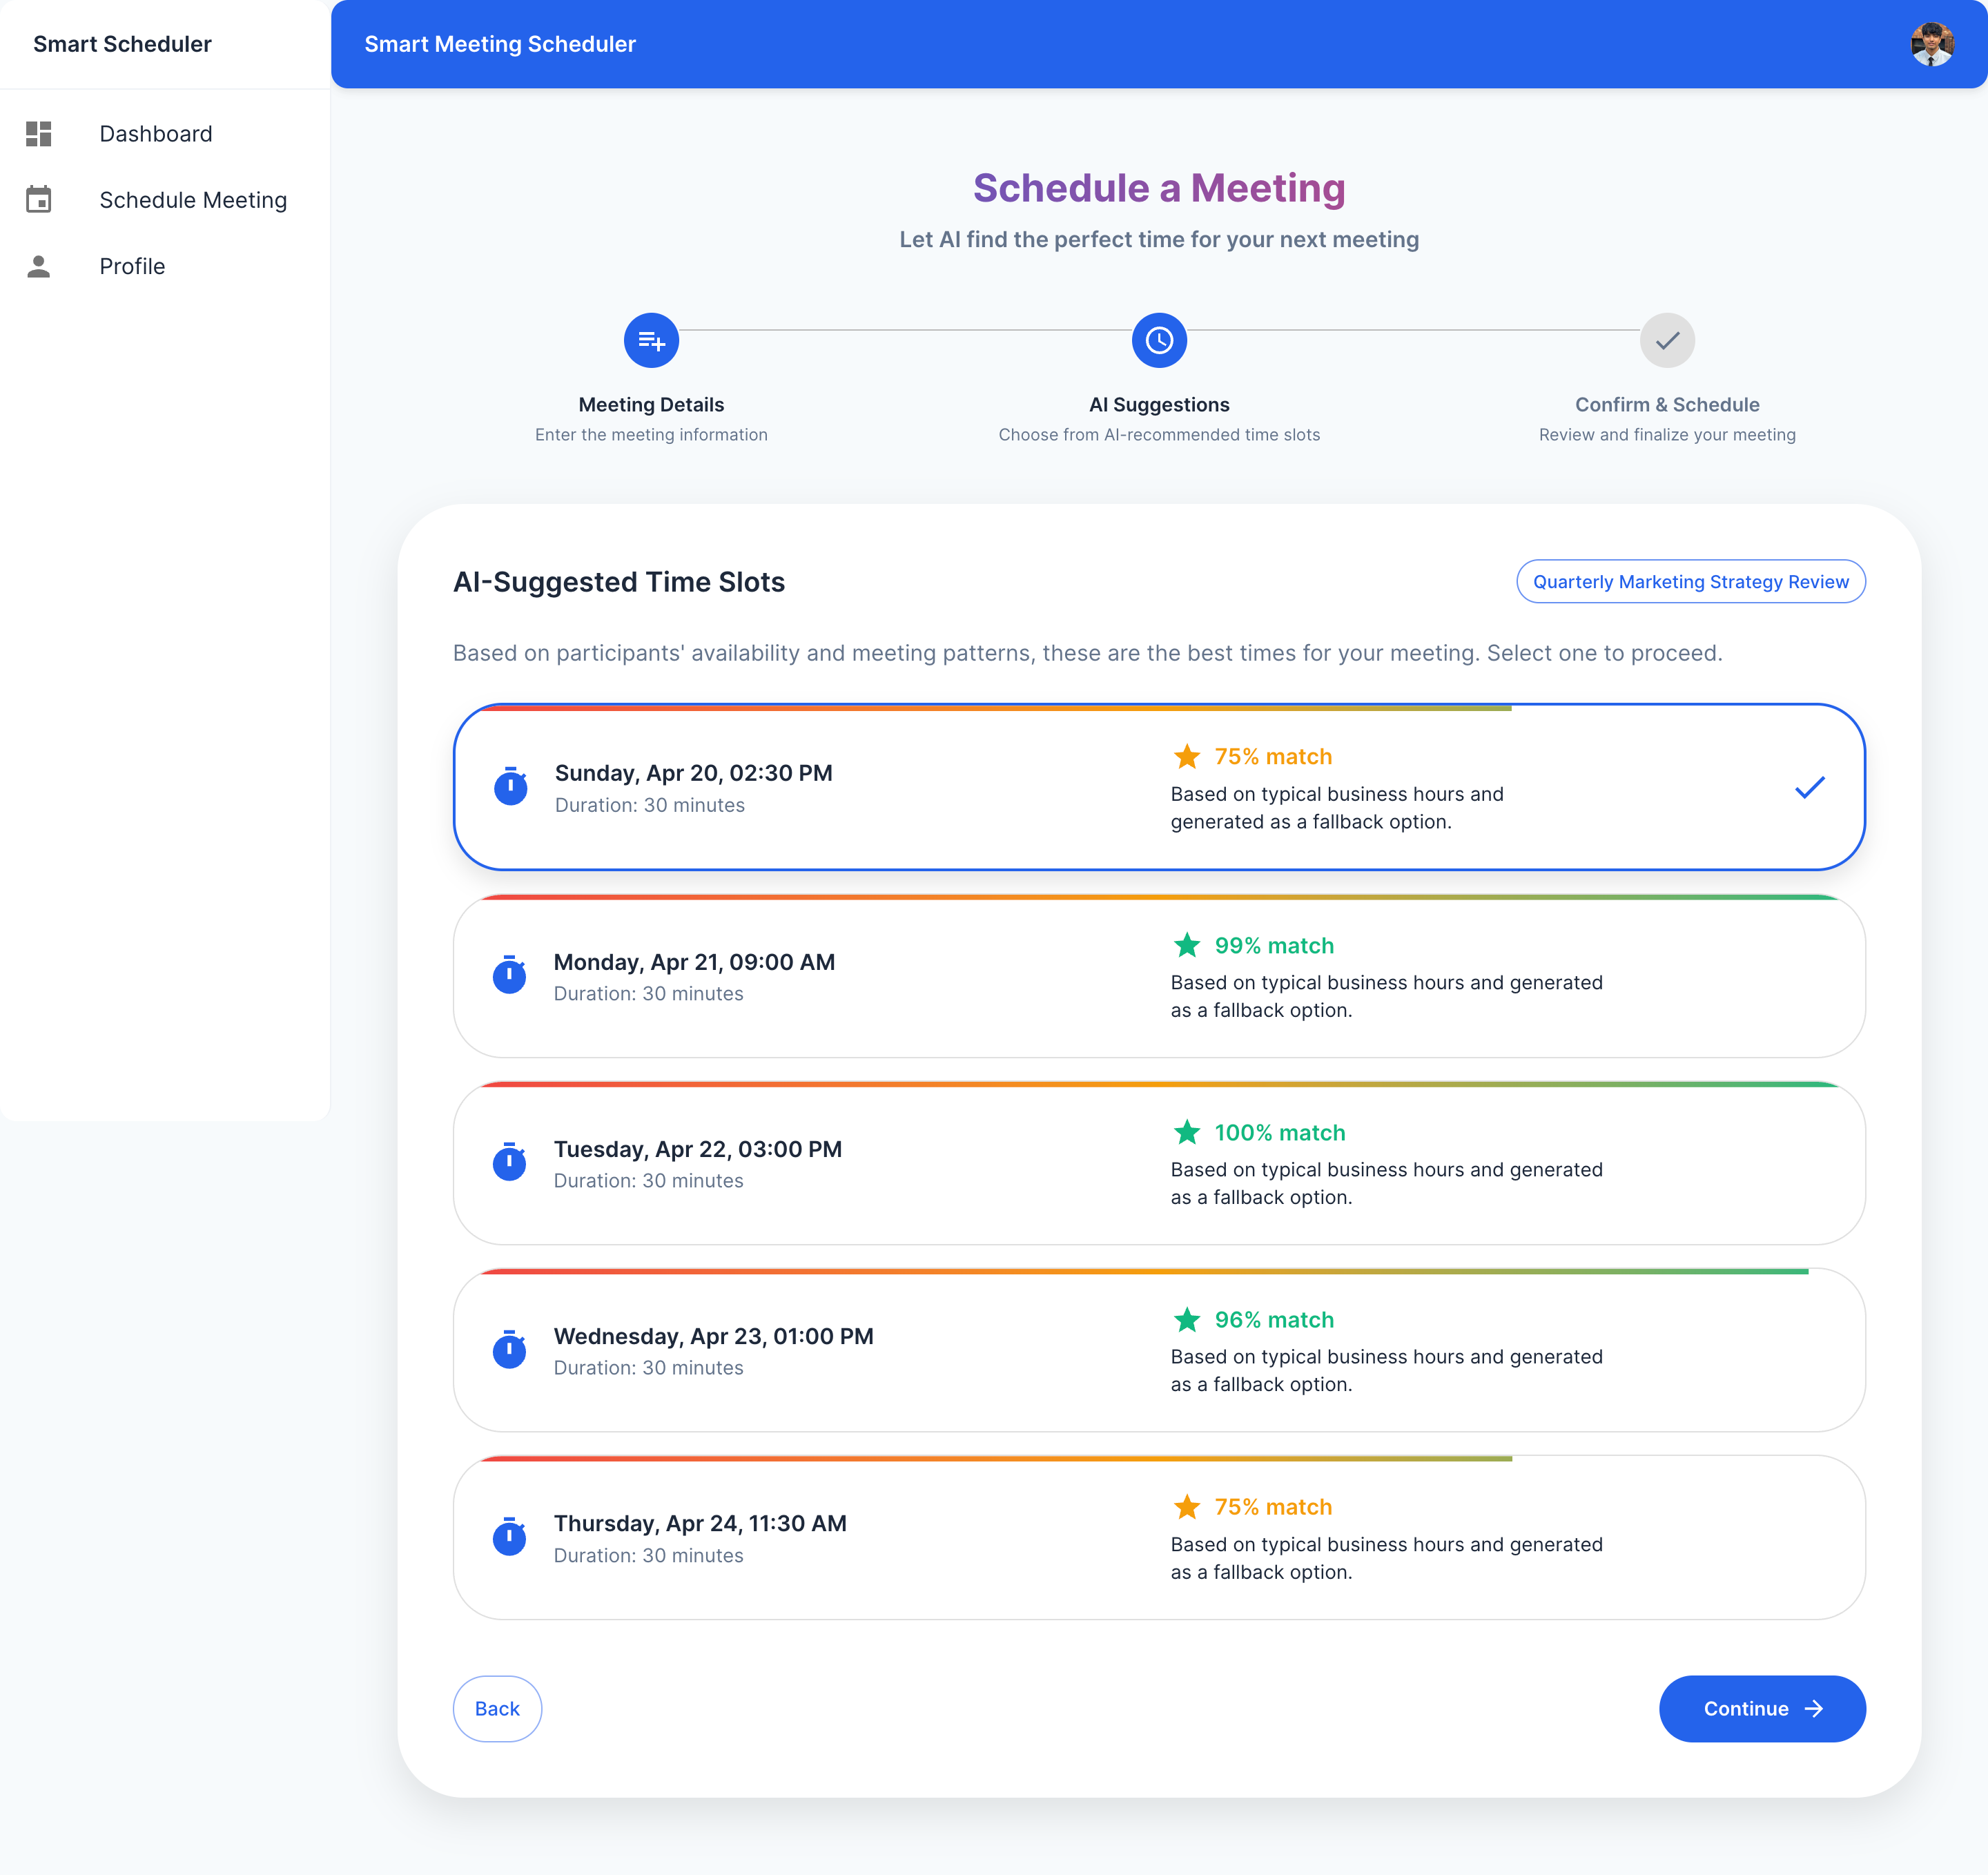 Smart Scheduler
Smart Meeting Scheduler
Dashboard
Schedule Meeting
Profile
Schedule a Meeting
Let AI find the perfect time for your next meeting
Meeting Details
Enter the meeting information
AI Suggestions
Choose from AI-recommended time slots
Confirm & Schedule
Review and finalize your meeting
AI-Suggested Time Slots
Quarterly Marketing Strategy Review
Based on participants' availability and meeting patterns, these are the best times for your meeting. Select one to proceed.
Sunday, Apr 20, 02:30 PM
Duration: 30 minutes
75% match
Based on typical business hours and
generated as a fallback option.
Monday, Apr 21, 09:00 AM
Duration: 30 minutes
99% match
Based on typical business hours and generated
as a fallback option.
Tuesday, Apr 22, 03:00 PM
Duration: 30 minutes
100% match
Based on typical business hours and generated
as a fallback option.
Wednesday, Apr 23, 01:00 PM
Duration: 30 minutes
96% match
Based on typical business hours and generated
as a fallback option.
Thursday, Apr 24, 11:30 AM
Duration: 30 minutes
75% match
Based on typical business hours and generated
as a fallback option.
Back
Continue